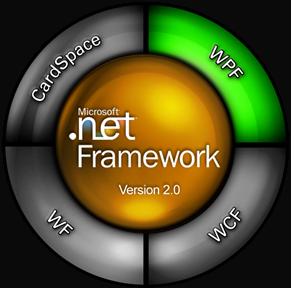 CardSpace
WPF
Microsoft
.net
Framework
Version 2.0
WF
WCF